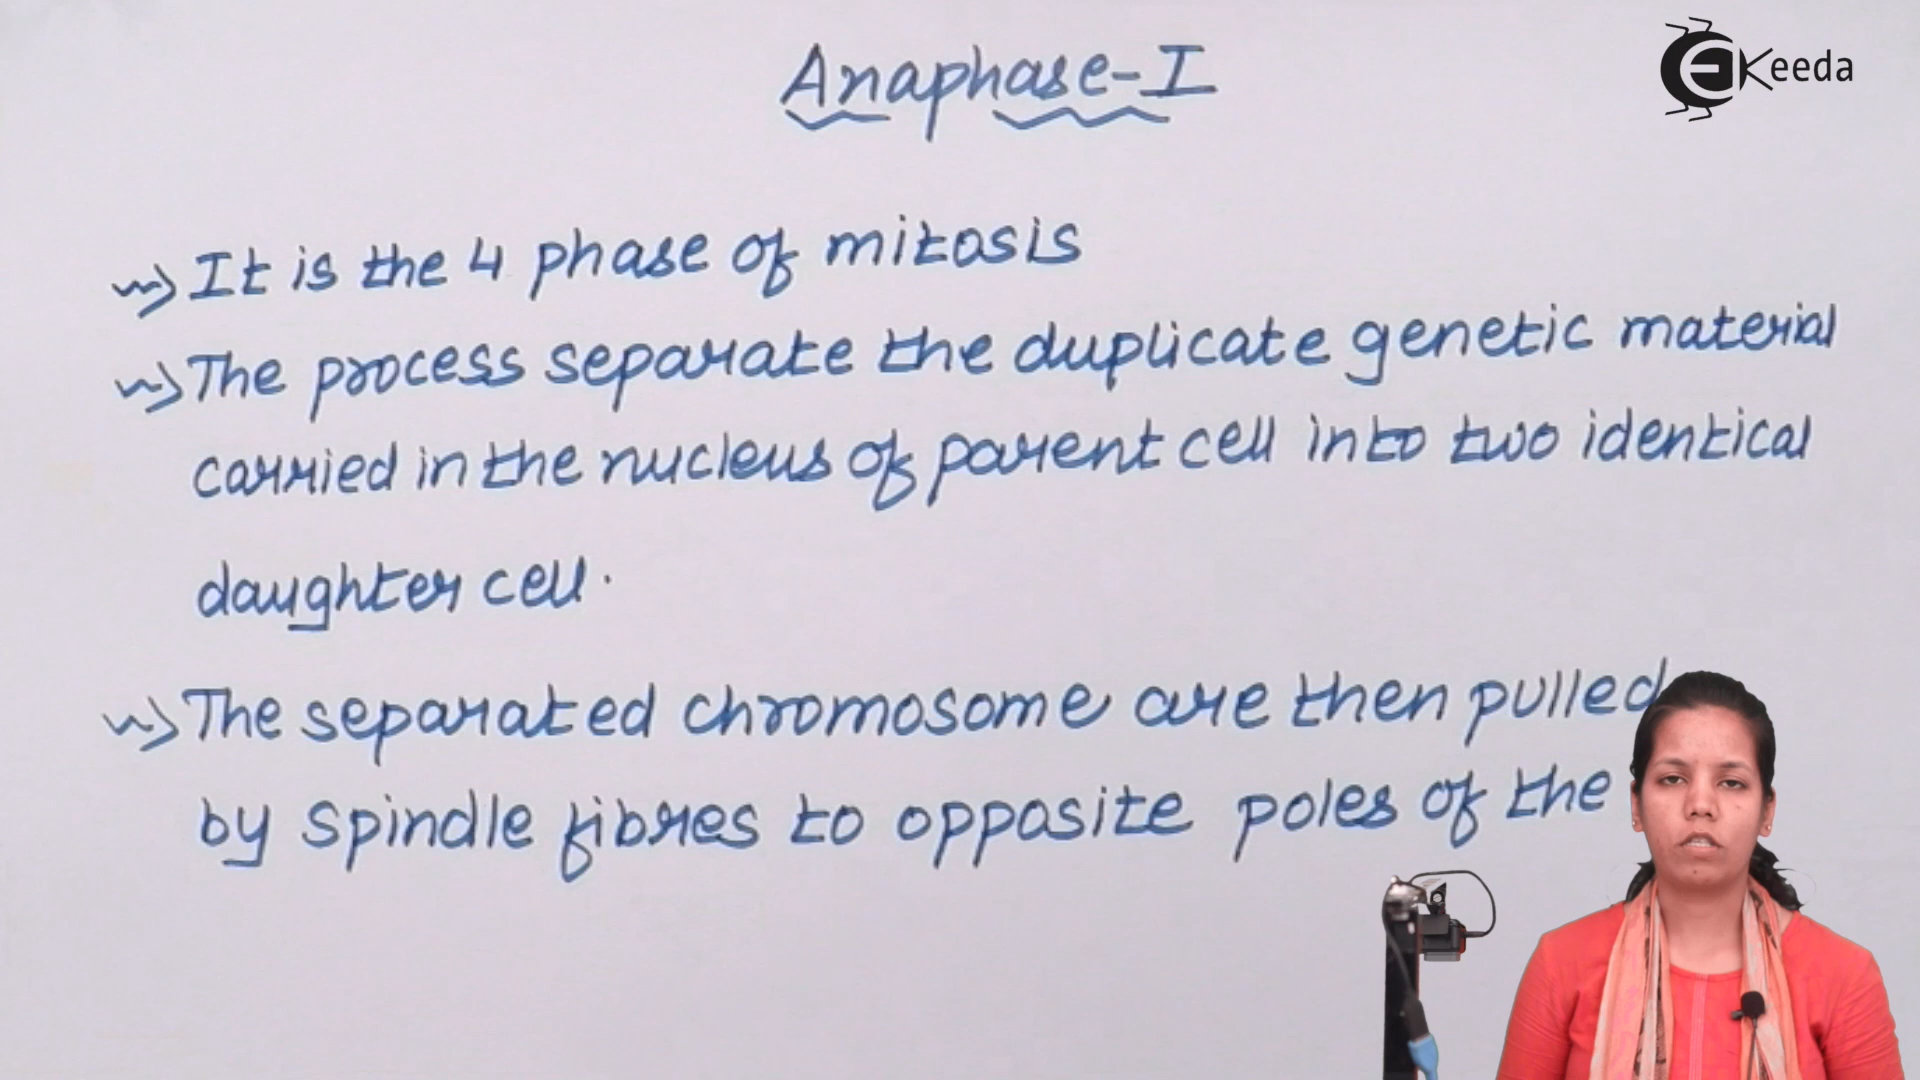 Anaphase-I
EKeeda
It is the 4 phase of mitosis
The process separate the duplicate genetic material
carried in the nucleus of parent cell into two identical
daughter cell.
The separated chromosome are then pulled
by spindle fibres to opposite poles of the